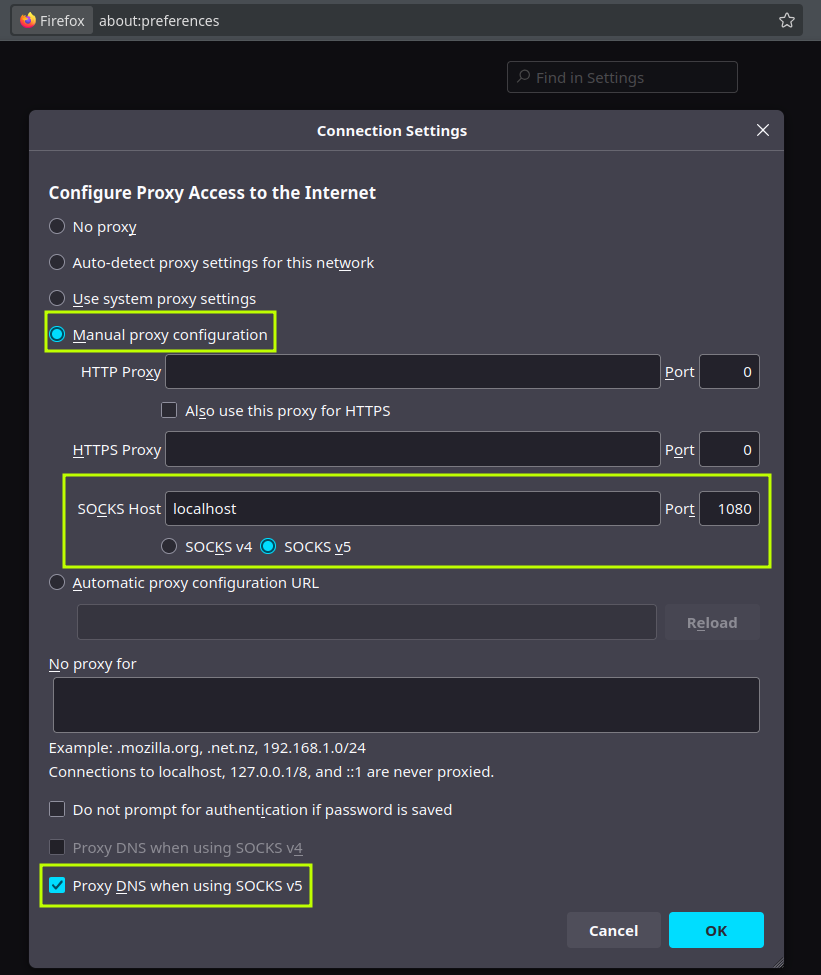 Firefox about:preferences
Find in Settings
Connection Settings
Configure Proxy Access to the Internet
No proxy
Auto-detect proxy settings for this network
Use system proxy settings
Manual proxy configuration
HTTP Proxy Port 0
Also use this proxy for HTTPS
HTTPS Proxy Port 0
SOCKS Host localhost Port 1080
SOCKS v4 SOCKS v5
Automatic proxy configuration URL
Reload
No proxy for
Example: .mozilla.org, .net.nz, 192.168.1.0/24
Connections to localhost, 127.0.0.1/8, and ::1 are never proxied.
Do not prompt for authentication if password is saved
Proxy DNS when using SOCKS v4
Proxy DNS when using SOCKS v5
Cancel OK